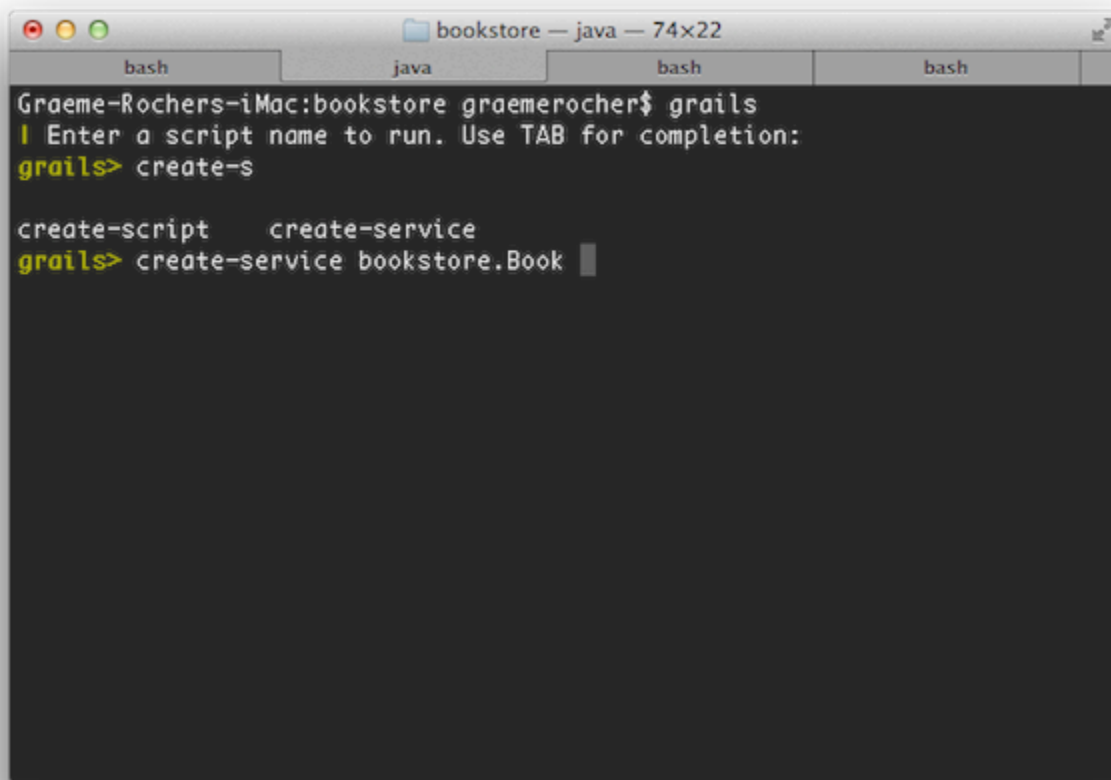 bookstore — java — 74×22
bash java bash bash
Graeme-Rochers-iMac:bookstore graemerocher$ grails
| Enter a script name to run. Use TAB for completion:
grails> create-s
create-script    create-service
grails> create-service bookstore.Book